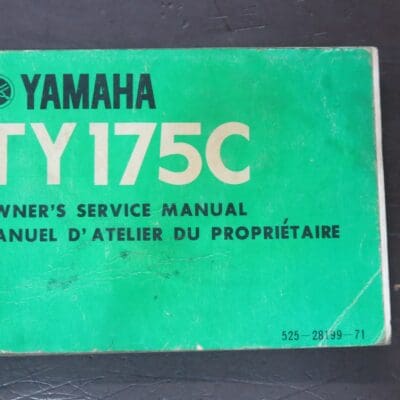 YAMAHA
TY175C
WNER'S SERVICE MANUAL
ANUEL D'ATELIER DU PROPRIÉTAIRE
525-28199-71